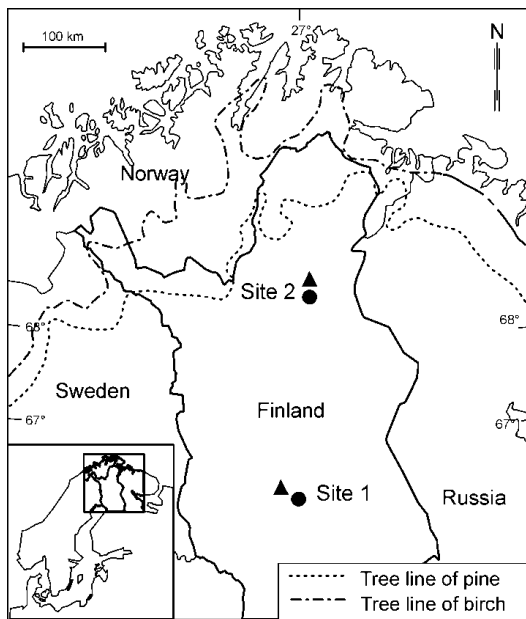 27°
100 km
N
Norway
Site 2
68°
68°
Sweden
67°
Finland
67°
Site 1
Russia
Tree line of pine
Tree line of birch